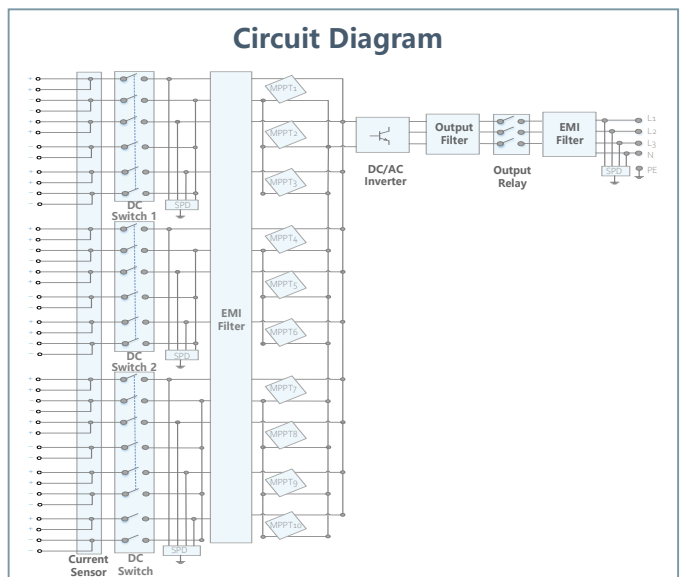 Circuit Diagram
MPPT1
MPPT2
MPPT3
MPPT4
MPPT5
MPPT6
MPPT7
MPPT8
MPPT9
MPPT10
DC
Switch 1
SPD
DC
Switch 2
SPD
EMI
Filter
Current
Sensor
DC
Switch
SPD
DC/AC
Inverter
Output
Filter
Output
Relay
EMI
Filter
SPD
L1
L2
L3
N
PE